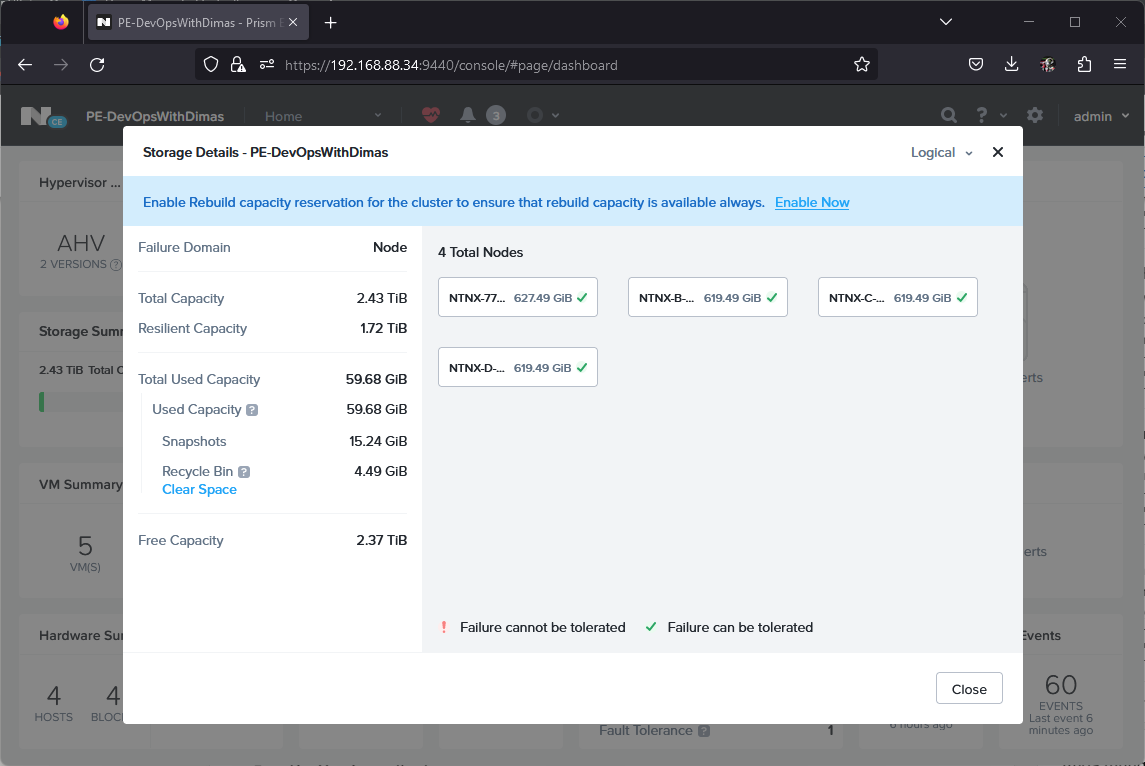 PE-DevOpsWithDimas - Prism E
https://192.168.88.34:9440/console/#page/dashboard
CE
PE-DevOpsWithDimas
Home
3
?
admin
Storage Details - PE-DevOpsWithDimas
Logical
Enable Rebuild capacity reservation for the cluster to ensure that rebuild capacity is available always. Enable Now
Failure Domain Node
Total Capacity 2.43 TiB
Resilient Capacity 1.72 TiB
Total Used Capacity 59.68 GiB
Used Capacity ? 59.68 GiB
Snapshots 15.24 GiB
Recycle Bin ? 4.49 GiB
Clear Space
Free Capacity 2.37 TiB
4 Total Nodes
NTNX-77... 627.49 GiB
NTNX-B-... 619.49 GiB
NTNX-C-... 619.49 GiB
NTNX-D-... 619.49 GiB
Failure cannot be tolerated
Failure can be tolerated
Close
Hypervisor ...
AHV
2 VERSIONS ?
Storage Summ
2.43 TiB Total C
VM Summary
5
VM(S)
Hardware Sum
4
HOSTS
4
BLOC
Fault Tolerance ? 1
6 hours ago
erts
erts
Events
60
EVENTS
Last event 6
minutes ago